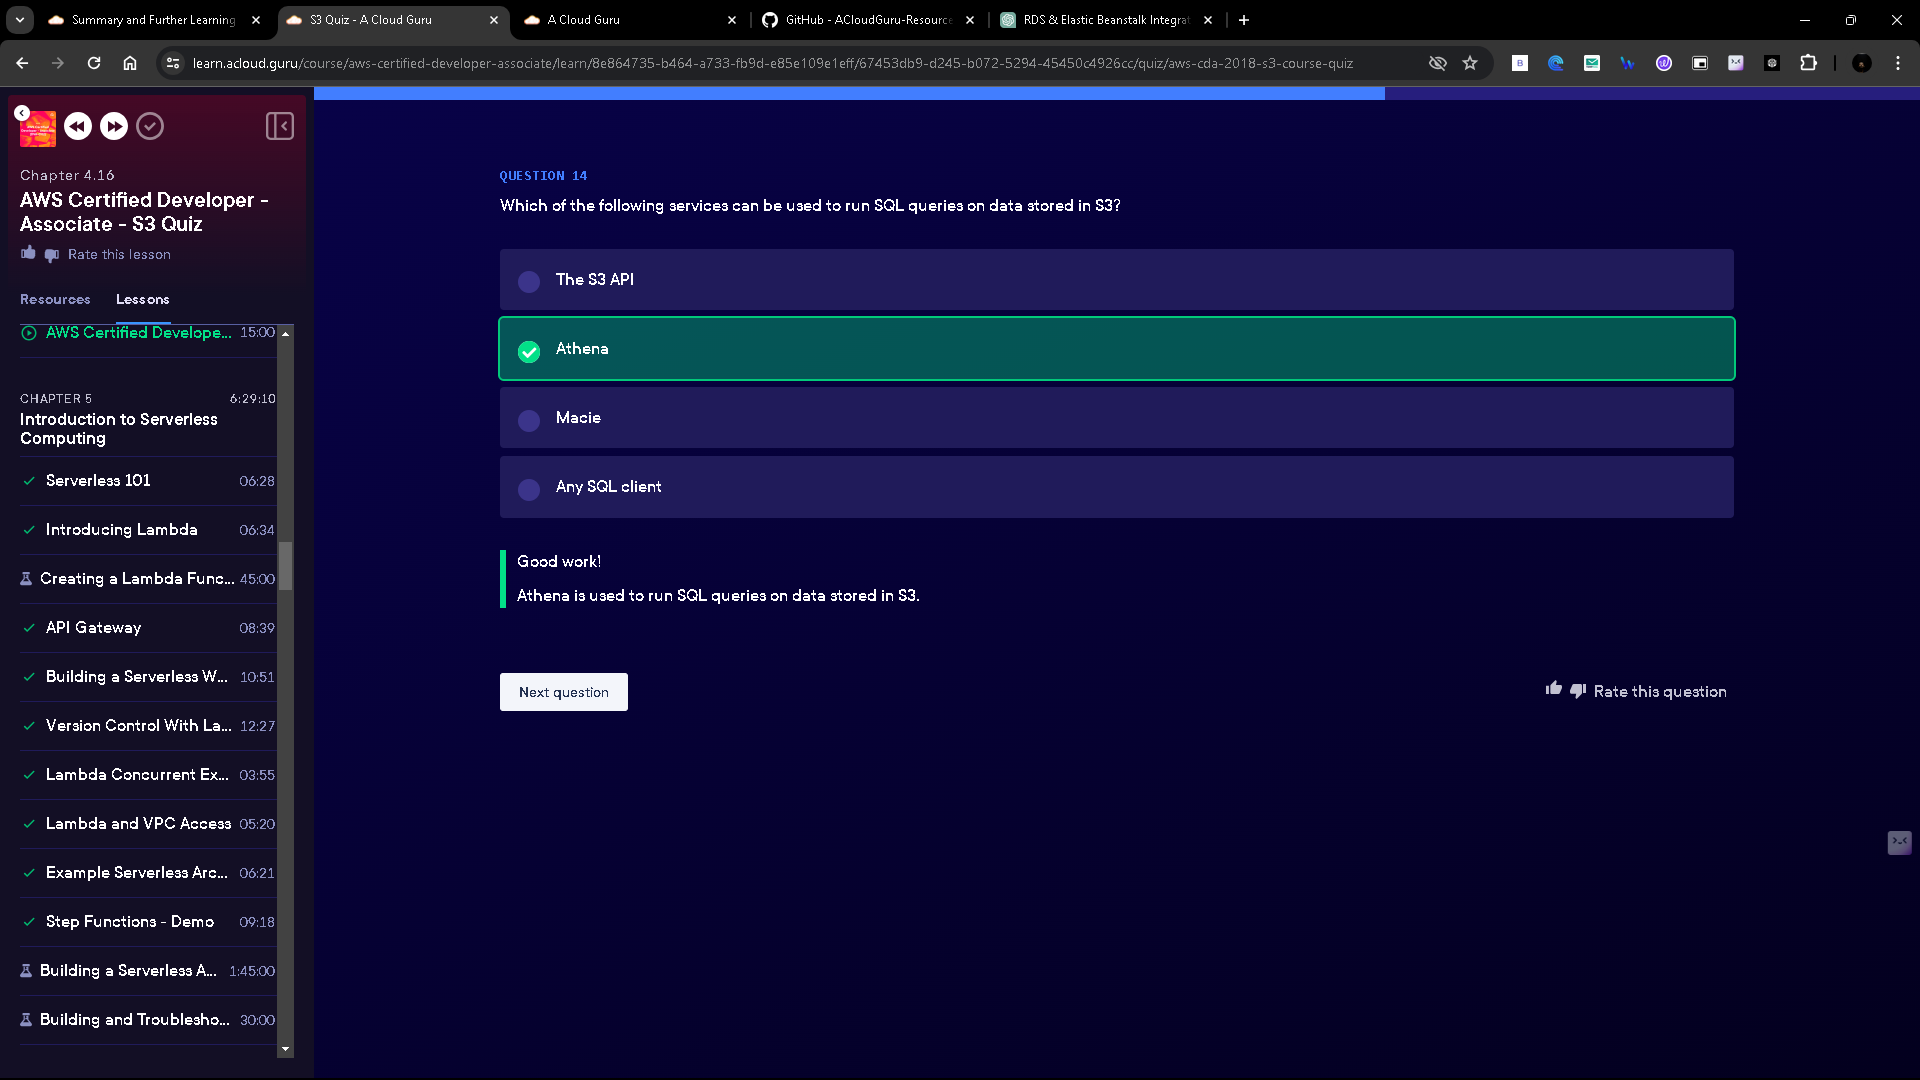 Summary and Further Learning
S3 Quiz - A Cloud Guru
A Cloud Guru
GitHub - ACloudGuru-Resource
RDS & Elastic Beanstalk Integrat
learn.acloud.guru/course/aws-certified-developer-associate/learn/8e864735-b464-a733-fb9d-e85e109e1eff/67453db9-d245-b072-5294-45450c4926cc/quiz/aws-cda-2018-s3-course-quiz
Chapter 4.16
AWS Certified Developer -
Associate - S3 Quiz
Rate this lesson
Resources
Lessons
AWS Certified Develope... 15:00
CHAPTER 5 6:29:10
Introduction to Serverless
Computing
Serverless 101 06:28
Introducing Lambda 06:34
Creating a Lambda Func... 45:00
API Gateway 08:39
Building a Serverless W... 10:51
Version Control With La... 12:27
Lambda Concurrent Ex... 03:55
Lambda and VPC Access 05:20
Example Serverless Arc... 06:21
Step Functions - Demo 09:18
Building a Serverless A... 1:45:00
Building and Troublesho... 30:00
QUESTION 14
Which of the following services can be used to run SQL queries on data stored in S3?
The S3 API
Athena
Macie
Any SQL client
Good work!
Athena is used to run SQL queries on data stored in S3.
Next question
Rate this question